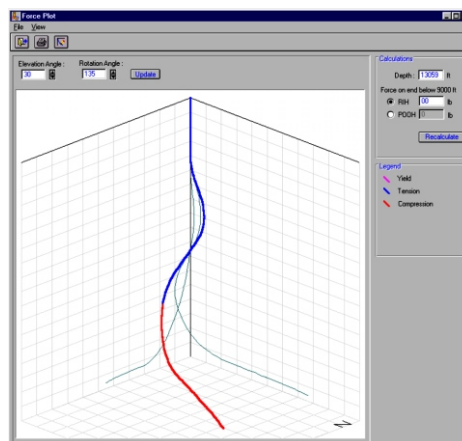 Force Plot
File View
Elevation Angle :
30
Rotation Angle :
135
Update
Calculations
Depth : 13059 ft
Force on end below 9000 ft
RIH 00 lb
POOH 0 lb
Recalculate
Legend
Yield
Tension
Compression
N